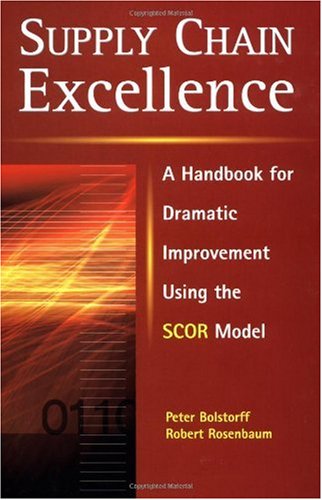 SUPPLY CHAIN
Excellence
A Handbook for
Dramatic
Improvement
Using the
SCOR Model
0110
Peter Bolstorff
Robert Rosenbaum